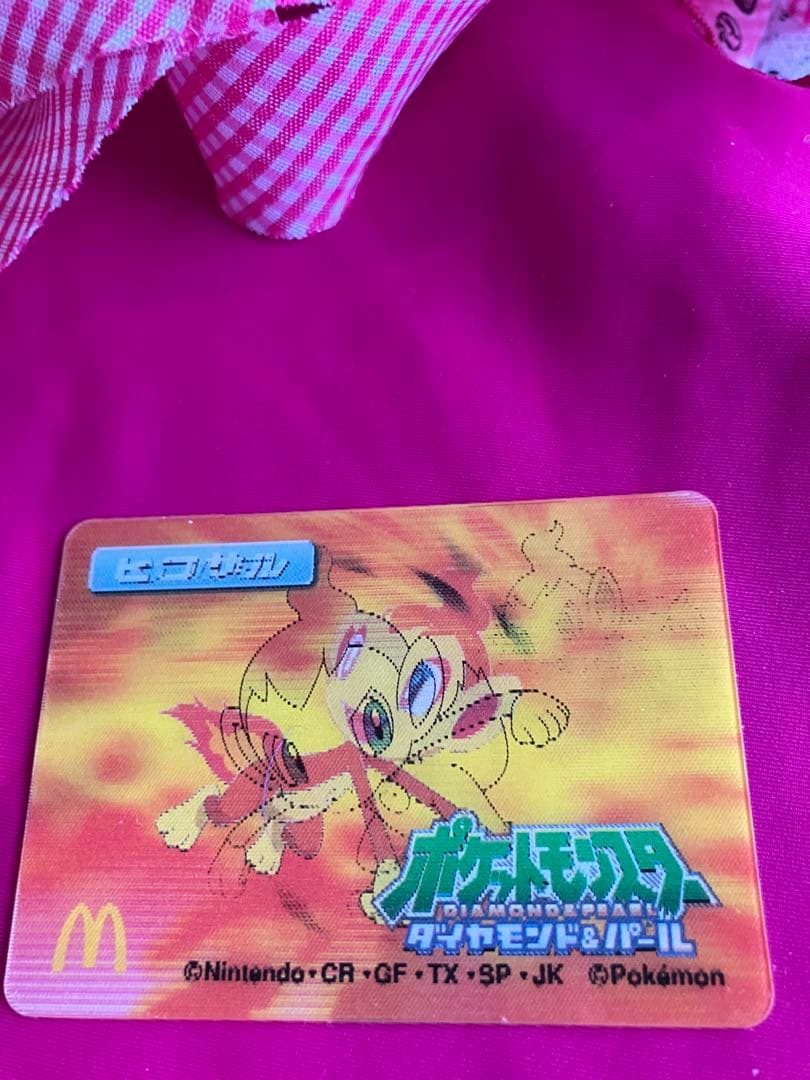 ヒコザル
M
ポケットモンスター
DIAMOND & PEARL
ダイヤモンド&パール
©Nintendo・CR・GF・TX・SP・JK ©Pokémon